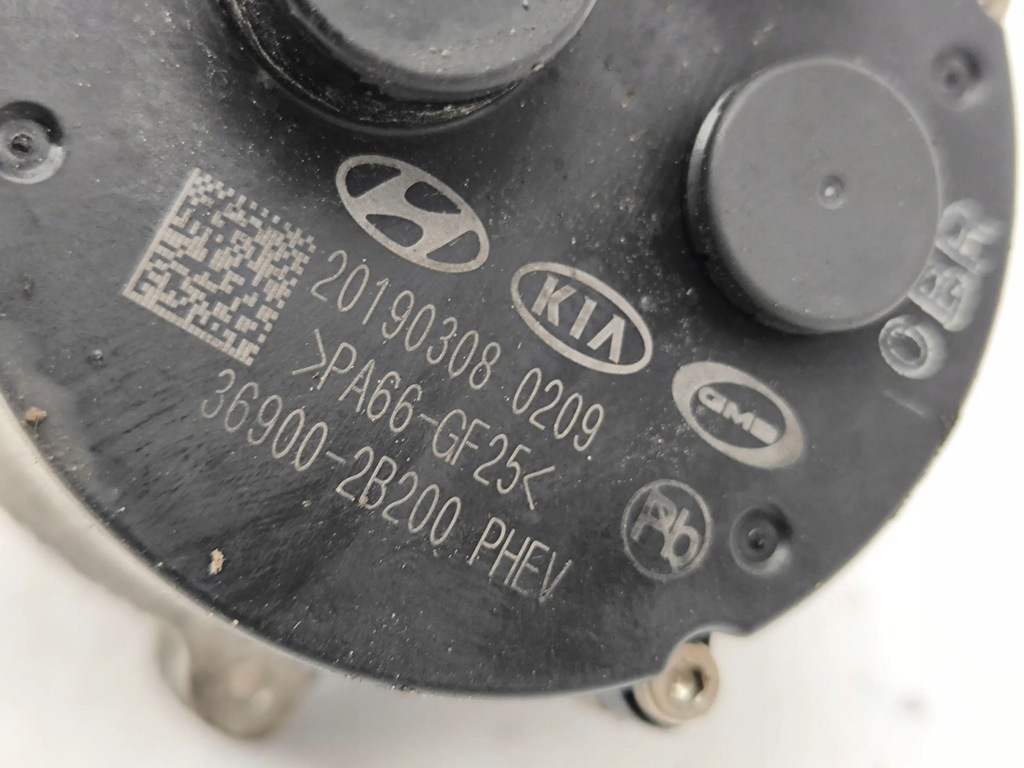 20190308 0209
>PA66-GF25<
36900-2B200 PHEV
KIA
GMB
Pb